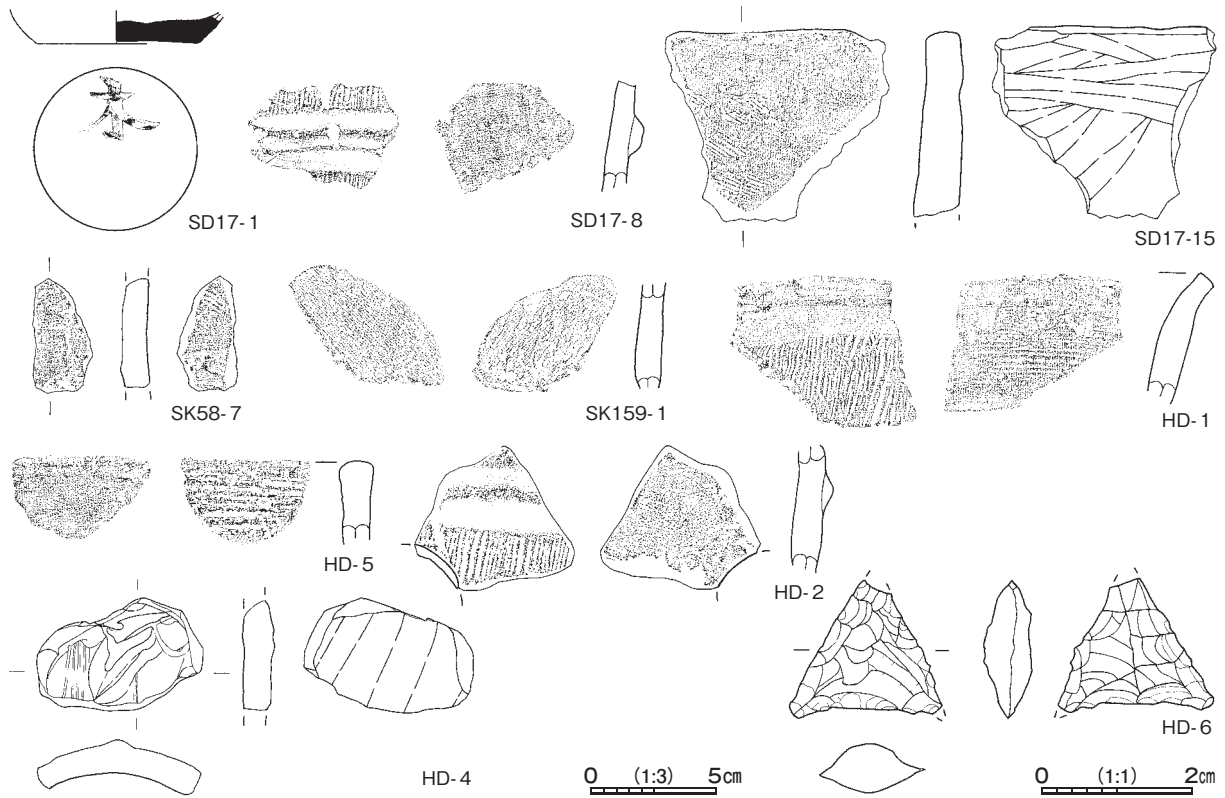 SD17-1
SD17-8
SD17-15
SK58-7
SK159-1
HD-1
HD-5
HD-2
HD-4
HD-6
0 (1:3) 5cm
0 (1:1) 2cm